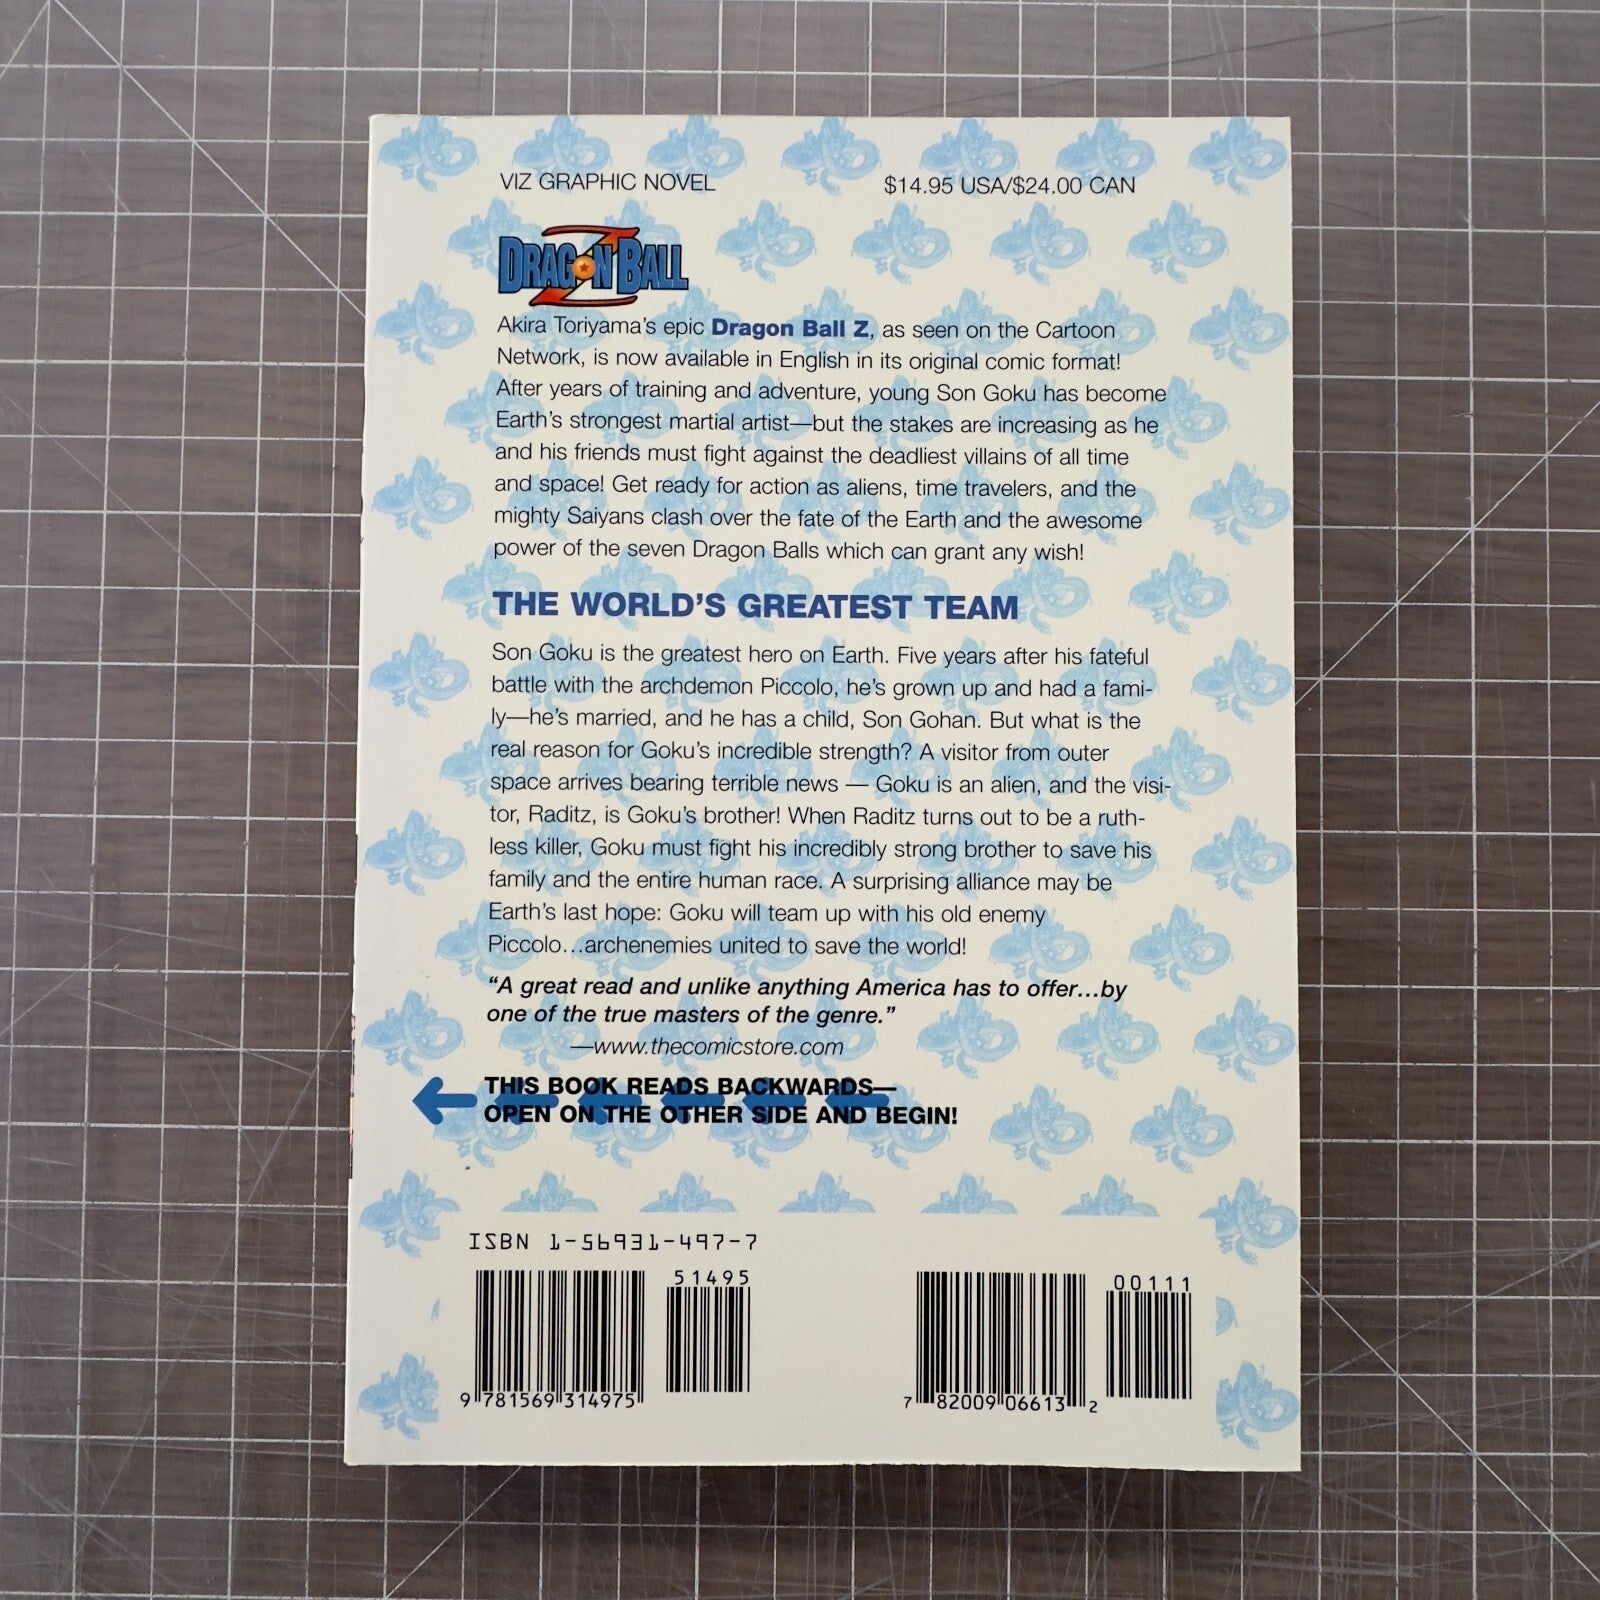 VIZ GRAPHIC NOVEL
$14.95 USA/$24.00 CAN
DRAGON BALL Z
Akira Toriyama's epic Dragon Ball Z, as seen on the Cartoon
Network, is now available in English in its original comic format!
After years of training and adventure, young Son Goku has become
Earth's strongest martial artist—but the stakes are increasing as he
and his friends must fight against the deadliest villains of all time
and space! Get ready for action as aliens, time travelers, and the
mighty Saiyans clash over the fate of the Earth and the awesome
power of the seven Dragon Balls which can grant any wish!
THE WORLD'S GREATEST TEAM
Son Goku is the greatest hero on Earth. Five years after his fateful
battle with the archdemon Piccolo, he's grown up and had a fami-
ly—he's married, and he has a child, Son Gohan. But what is the
real reason for Goku's incredible strength? A visitor from outer
space arrives bearing terrible news — Goku is an alien, and the visi-
tor, Raditz, is Goku's brother! When Raditz turns out to be a ruth-
less killer, Goku must fight his incredibly strong brother to save his
family and the entire human race. A surprising alliance may be
Earth's last hope: Goku will team up with his old enemy
Piccolo…archenemies united to save the world!
"A great read and unlike anything America has to offer…by
one of the true masters of the genre."
—www.thecomicstore.com
THIS BOOK READS BACKWARDS—
OPEN ON THE OTHER SIDE AND BEGIN!
ISBN 1-56931-497-7
51495
9 781569 314975
00111
7 82009 06613 2